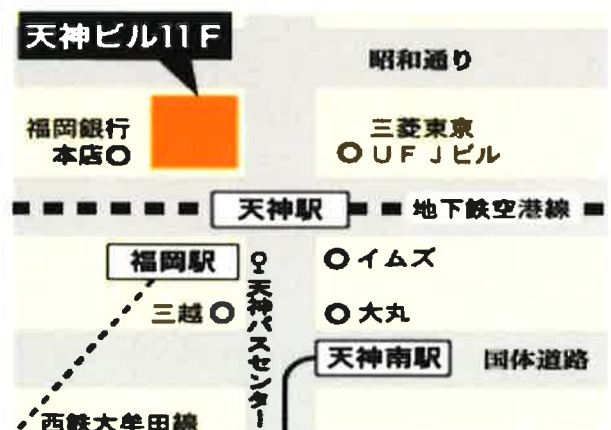 天神ビル11F
昭和通り
福岡銀行
本店
三菱東京
UFJビル
天神駅
地下鉄空港線
福岡駅
イムズ
三越
天神バスセンター
大丸
天神南駅
国体道路
西鉄大牟田線